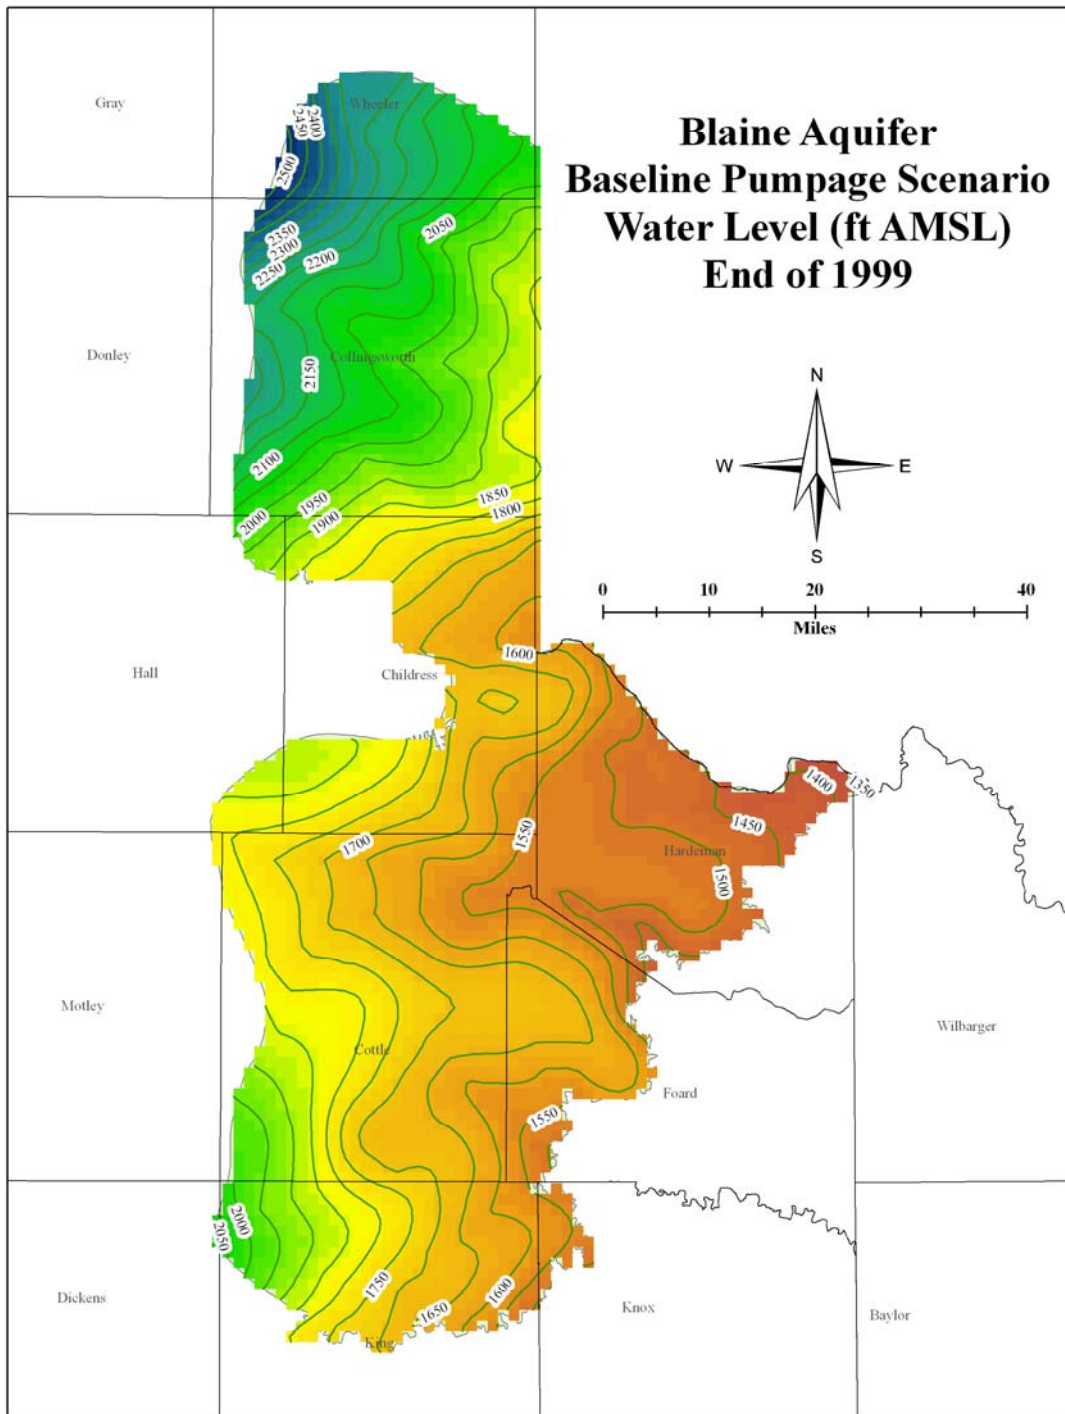 Blaine Aquifer
Baseline Pumpage Scenario
Water Level (ft AMSL)
End of 1999
Gray
Wheeler
2400
2450
2500
2350
2300
2250
2200
2050
Donley
Collingsworth
2150
2100
1950
2000
1900
1850
1800
N
W
E
S
0 10 20 40
Miles
Hall
Childress
1600
1400
1350
1450
1550
1700
Hardeman
1500
Motley
Cottle
Wilbarger
Foard
1550
2000
2050
1750
1650
1600
Dickens
King
Knox
Baylor